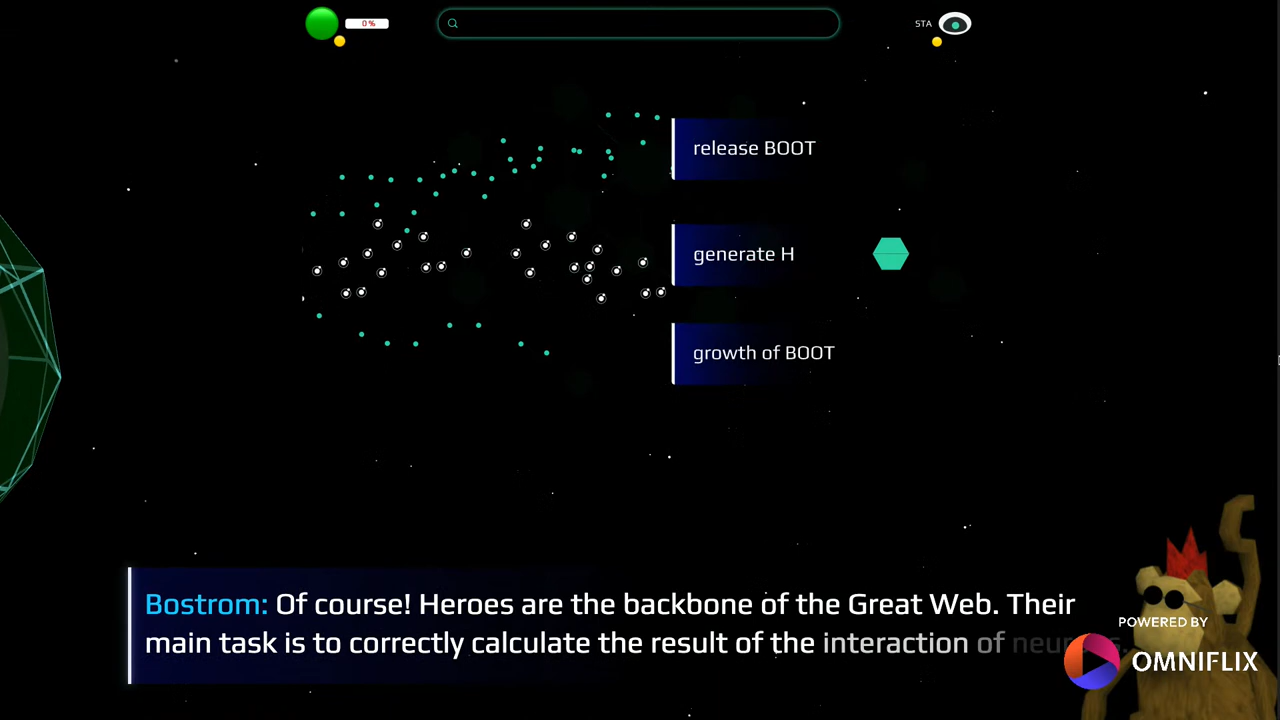 0 %
STA
release BOOT
generate H
growth of BOOT
Bostrom: Of course! Heroes are the backbone of the Great Web. Their
main task is to correctly calculate the result of the interaction of
POWERED BY
OMNIFLIX